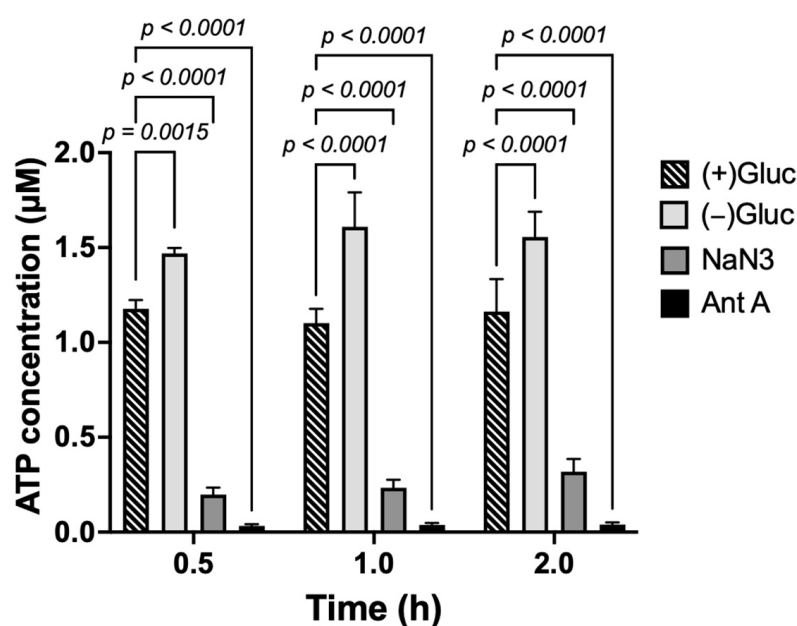 p < 0.0001
p < 0.0001
p = 0.0015
p < 0.0001
p < 0.0001
p < 0.0001
p < 0.0001
p < 0.0001
p < 0.0001
ATP concentration (µM)
2.0
1.5
1.0
0.5
0.0
0.5
1.0
2.0
Time (h)
(+)Gluc
(–)Gluc
NaN3
Ant A